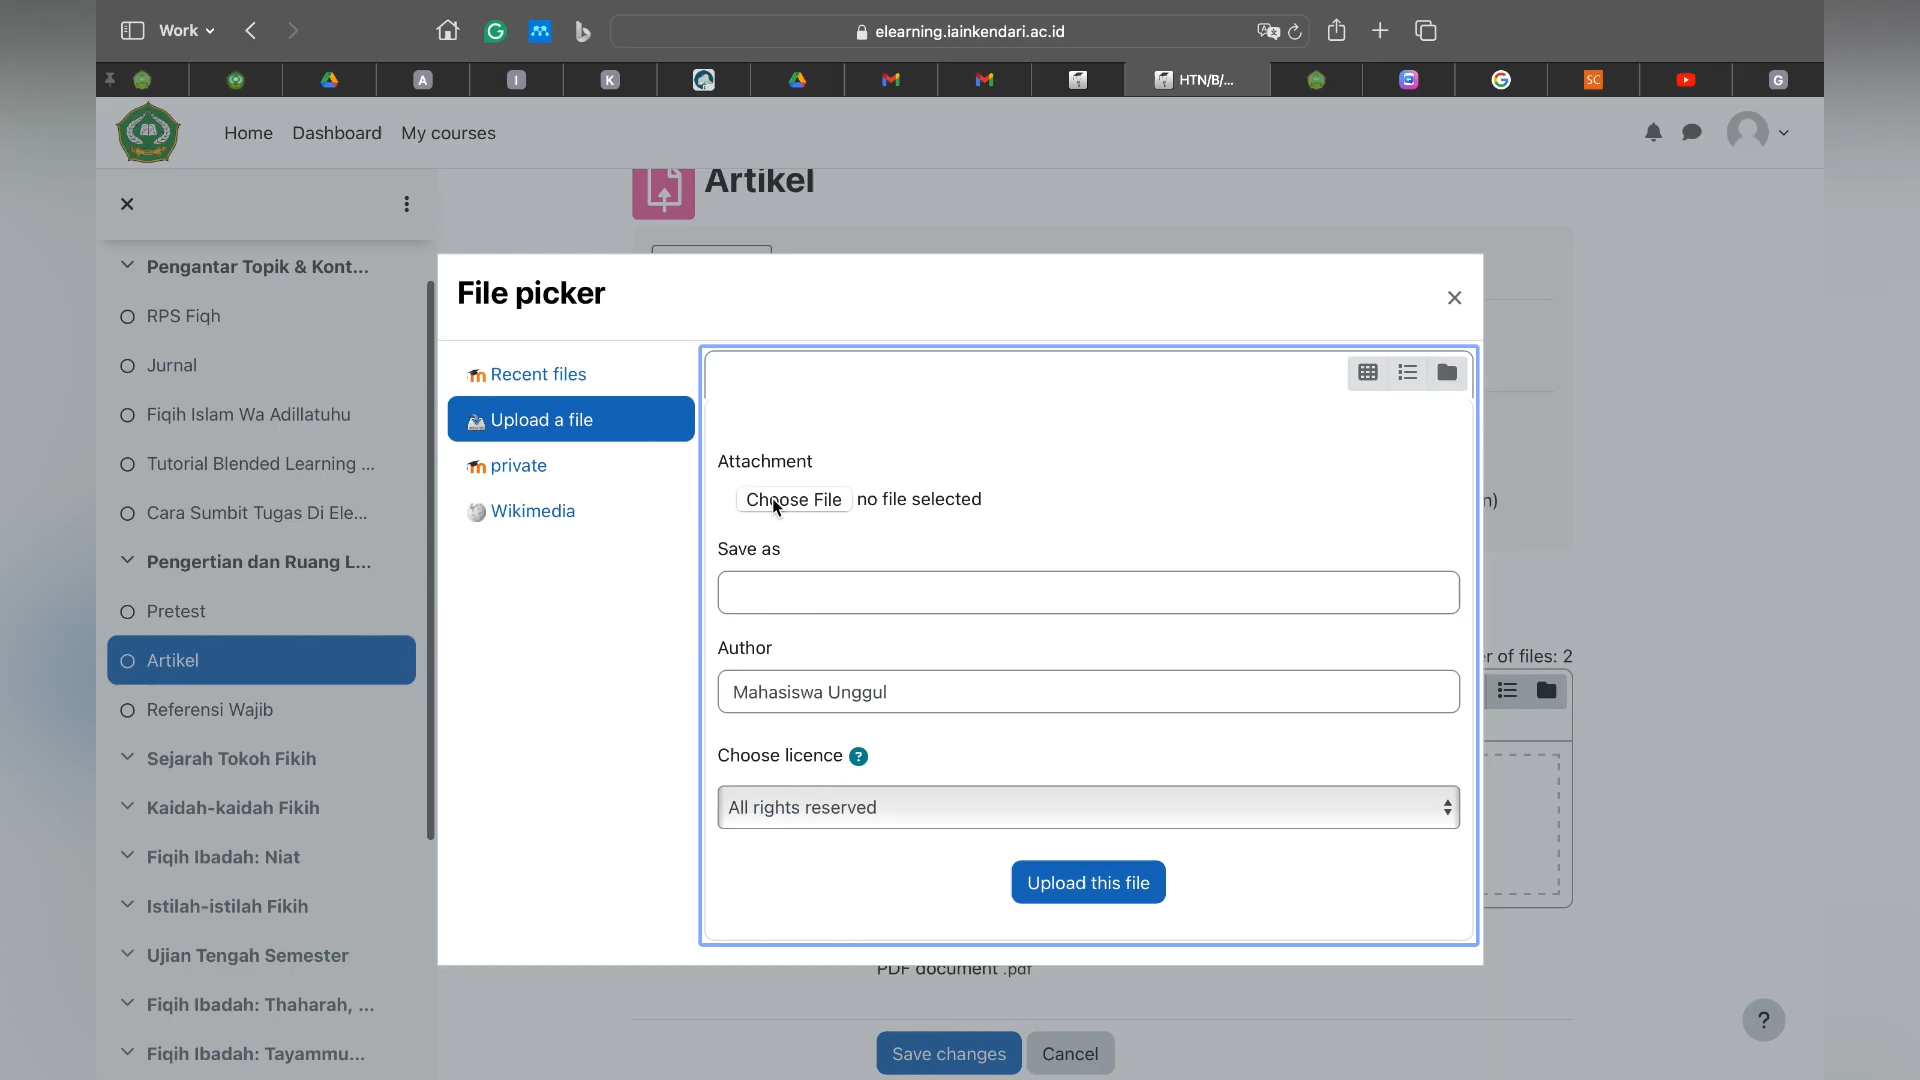 Work
elearning.iainkendari.ac.id
A
I
K
HTN/B/...
SC
G
Home
Dashboard
My courses
Artikel
Pengantar Topik & Kont...
RPS Fiqh
Jurnal
Fiqih Islam Wa Adillatuhu
Tutorial Blended Learning ...
Cara Sumbit Tugas Di Ele...
Pengertian dan Ruang L...
Pretest
Artikel
Referensi Wajib
Sejarah Tokoh Fikih
Kaidah-kaidah Fikih
Fiqih Ibadah: Niat
Istilah-istilah Fikih
Ujian Tengah Semester
Fiqih Ibadah: Thaharah, ...
Fiqih Ibadah: Tayammu...
File picker
Recent files
Upload a file
private
Wikimedia
Attachment
Choose File no file selected
Save as
Author
Mahasiswa Unggul
Choose licence ?
All rights reserved
Upload this file
n)
r of files: 2
PDF document .pdf
Save changes
Cancel
?